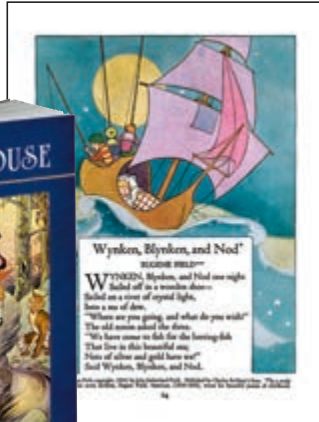 OUSE
Wynken, Blynken, and Nod*
EUGENE FIELD**
WYNKEN, Blynken, and Nod one night
Sailed off in a wooden shoe—
Sailed on a river of crystal light,
Into a sea of dew.
"Where are you going, and what do you wish?"
The old moon asked the three.
"We have come to fish for the herring-fish
That live in this beautiful sea;
Nets of silver and gold have we!"
Said Wynken, Blynken, and Nod.